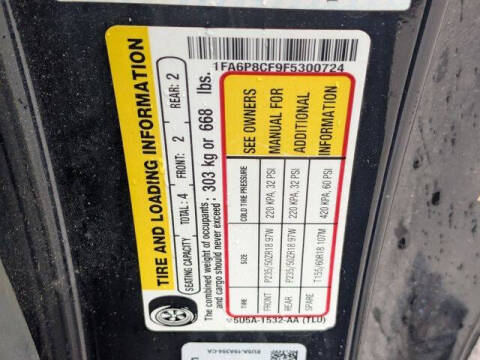 1FA6P8CF9F5300724
TIRE AND LOADING INFORMATION
SEATING CAPACITY TOTAL: 4 FRONT: 2 REAR: 2
The combined weight of occupants and cargo should never exceed: 303 kg or 668 lbs.
TIRE SIZE COLD TIRE PRESSURE
FRONT P235/50ZR18 97W 220 KPA, 32 PSI
REAR P235/50ZR18 97W 220 KPA, 32 PSI
SPARE T155/60R18 107M 420 KPA, 60 PSI
SEE OWNERS
MANUAL FOR
ADDITIONAL
INFORMATION
5U5A-1532-AA (TLU)